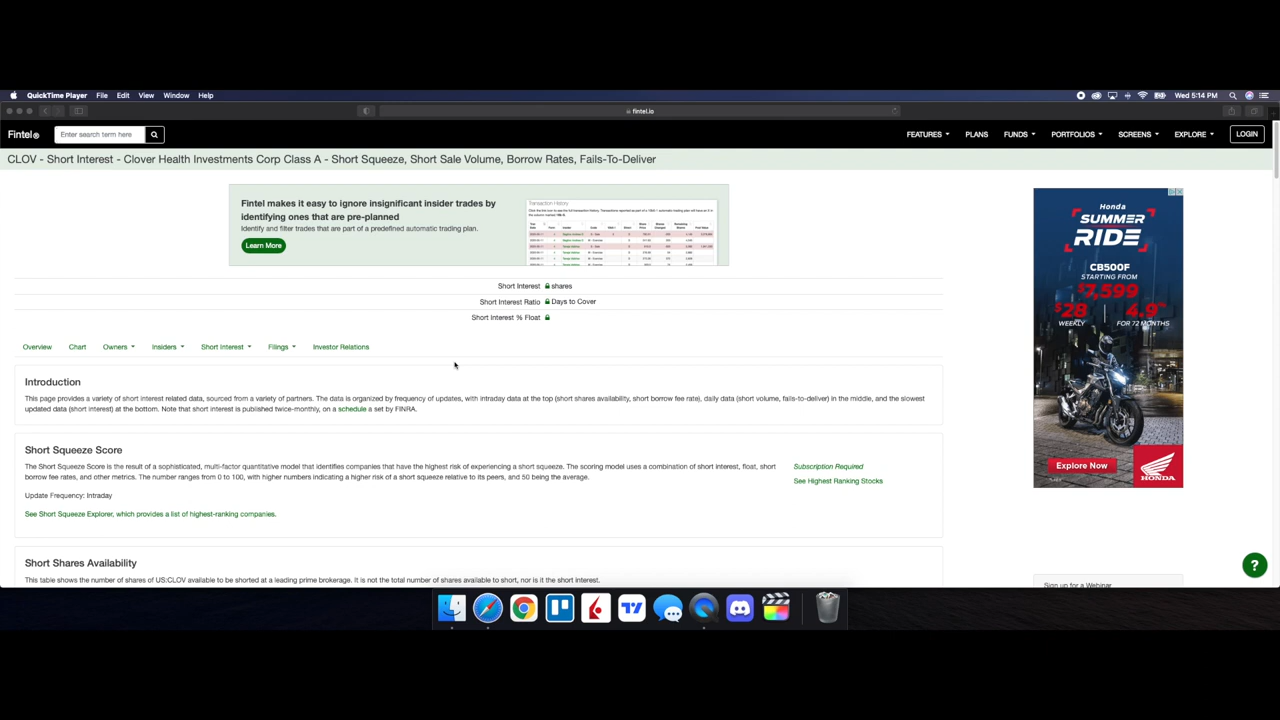 QuickTime Player File Edit View Window Help
Wed 5:14 PM
fintel.io
Fintel
Enter search term here
FEATURES PLANS FUNDS PORTFOLIOS SCREENS EXPLORE LOGIN
CLOV - Short Interest - Clover Health Investments Corp Class A - Short Squeeze, Short Sale Volume, Borrow Rates, Fails-To-Deliver
Fintel makes it easy to ignore insignificant insider trades by
identifying ones that are pre-planned
Identify and filter trades that are part of a predefined automatic trading plan.
Learn More
Transaction History
Short Interest shares
Short Interest Ratio Days to Cover
Short Interest % Float
Overview Chart Owners Insiders Short Interest Filings Investor Relations
Introduction
This page provides a variety of short interest related data, sourced from a variety of partners. The data is organized by frequency of updates, with intraday data at the top (short shares availability, short borrow fee rate), daily data (short volume, fails-to-deliver) in the middle, and the slowest
updated data (short interest) at the bottom. Note that short interest is published twice-monthly, on a schedule a set by FINRA.
Short Squeeze Score
The Short Squeeze Score is the result of a sophisticated, multi-factor quantitative model that identifies companies that have the highest risk of experiencing a short squeeze. The scoring model uses a combination of short interest, float, short
borrow fee rates, and other metrics. The number ranges from 0 to 100, with higher numbers indicating a higher risk of a short squeeze relative to its peers, and 50 being the average.
Update Frequency: Intraday
See Short Squeeze Explorer, which provides a list of highest-ranking companies.
Subscription Required
See Highest Ranking Stocks
Short Shares Availability
This table shows the number of shares of US:CLOV available to be shorted at a leading prime brokerage. It is not the total number of shares available to short, nor is it the short interest.
Honda
SUMMER
RIDE
CB500F
STARTING FROM
$7,599
$28 4.9%
WEEKLY FOR 72 MONTHS
Explore Now
HONDA
Sign up for a Webinar
?